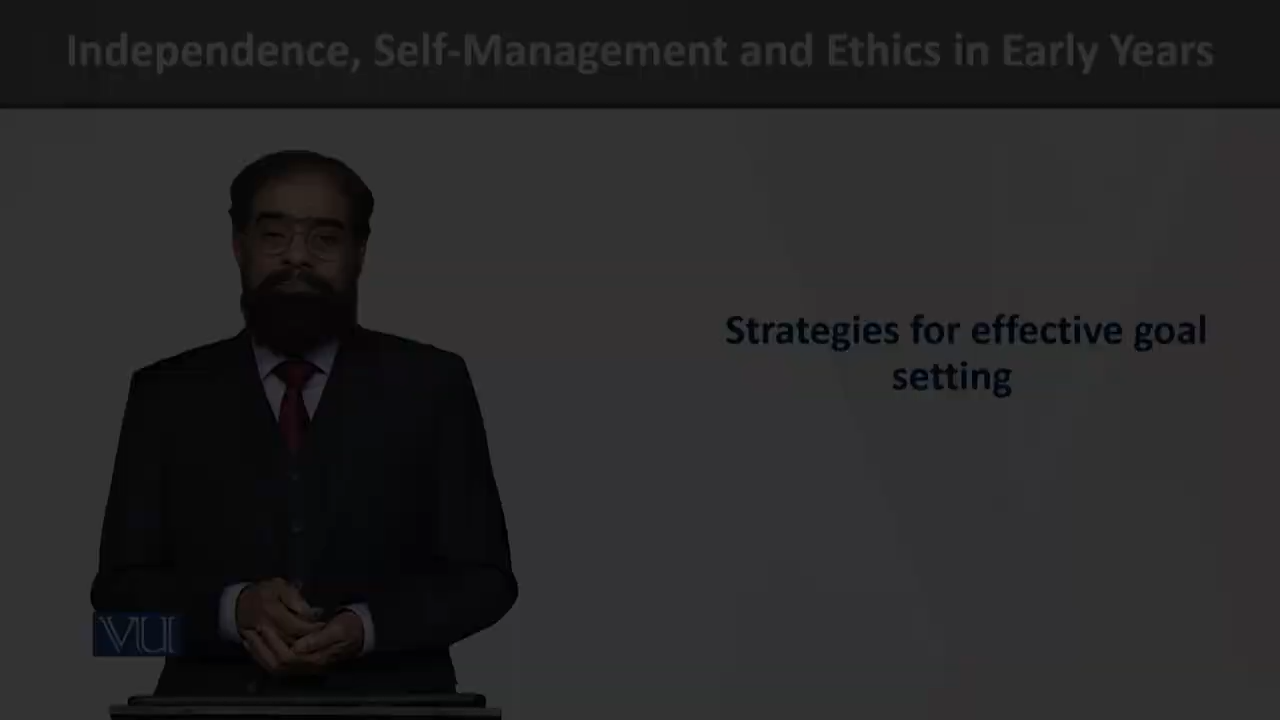 Independence, Self-Management and Ethics in Early Years
Strategies for effective goal
setting
VU